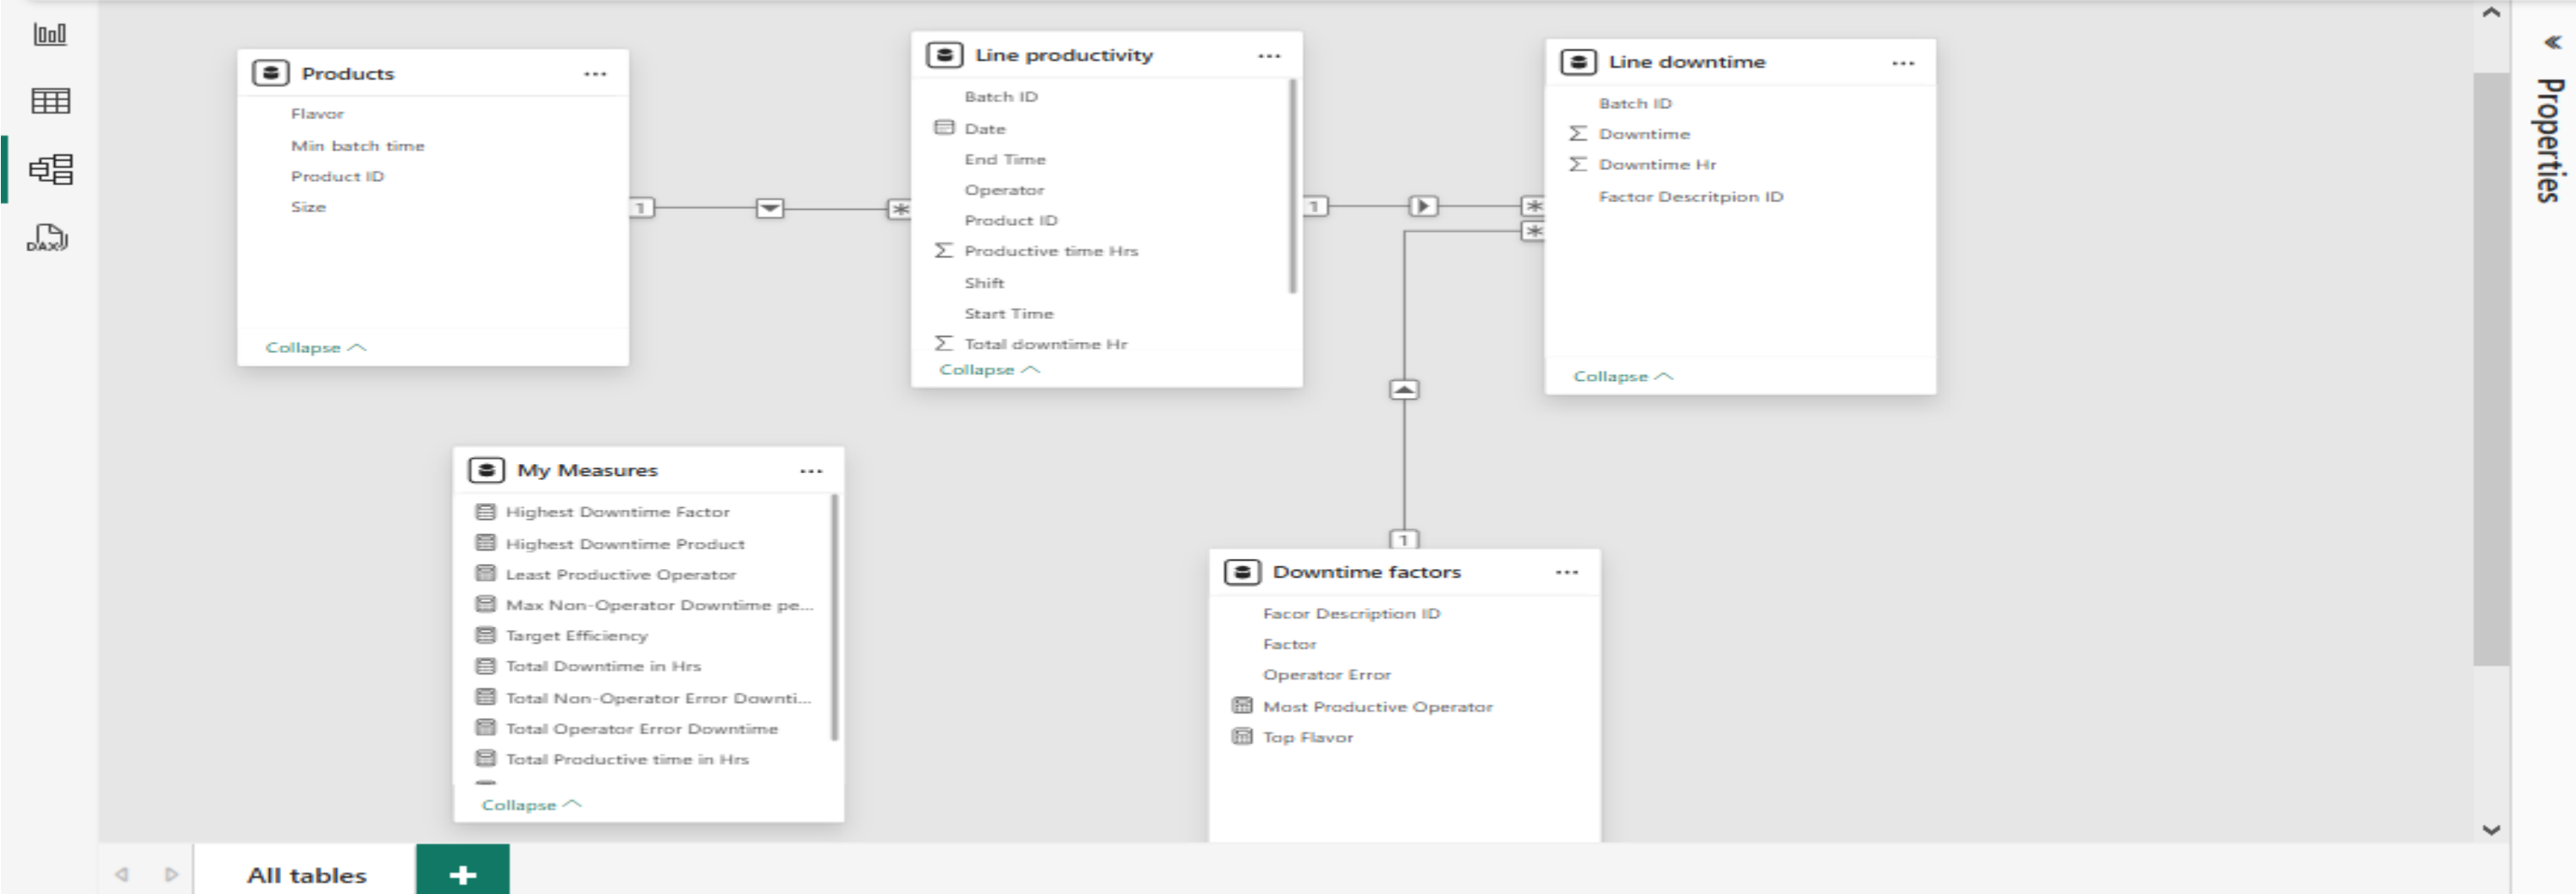 Products
Flavor
Min batch time
Product ID
Size
Collapse
Line productivity
Batch ID
Date
End Time
Operator
Product ID
Productive time Hrs
Shift
Start Time
Total downtime Hr
Collapse
Line downtime
Batch ID
Downtime
Downtime Hr
Factor Descritpion ID
Collapse
1
*
1
*
*
1
My Measures
Highest Downtime Factor
Highest Downtime Product
Least Productive Operator
Max Non-Operator Downtime pe...
Target Efficiency
Total Downtime in Hrs
Total Non-Operator Error Downti...
Total Operator Error Downtime
Total Productive time in Hrs
Collapse
Downtime factors
Facor Description ID
Factor
Operator Error
Most Productive Operator
Top Flavor
DAX
Properties
All tables
+